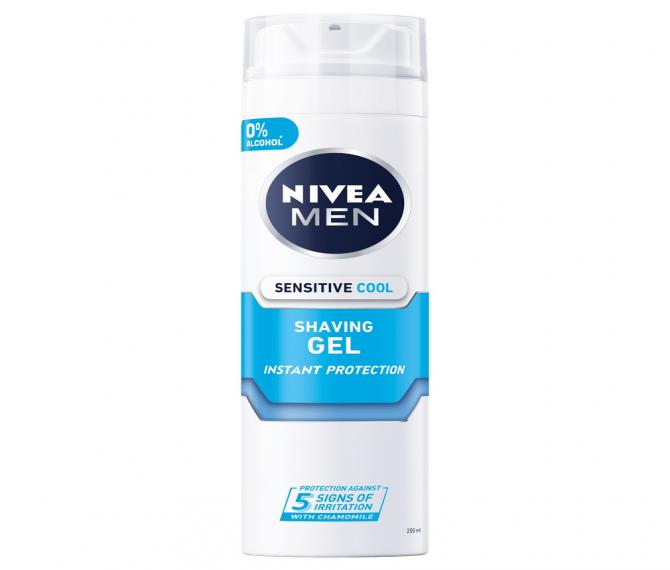 0%
ALCOHOL*
NIVEA
MEN
SENSITIVE COOL
SHAVING
GEL
INSTANT PROTECTION
PROTECTION AGAINST
5 SIGNS OF
IRRITATION
WITH CHAMOMILE
200 ml